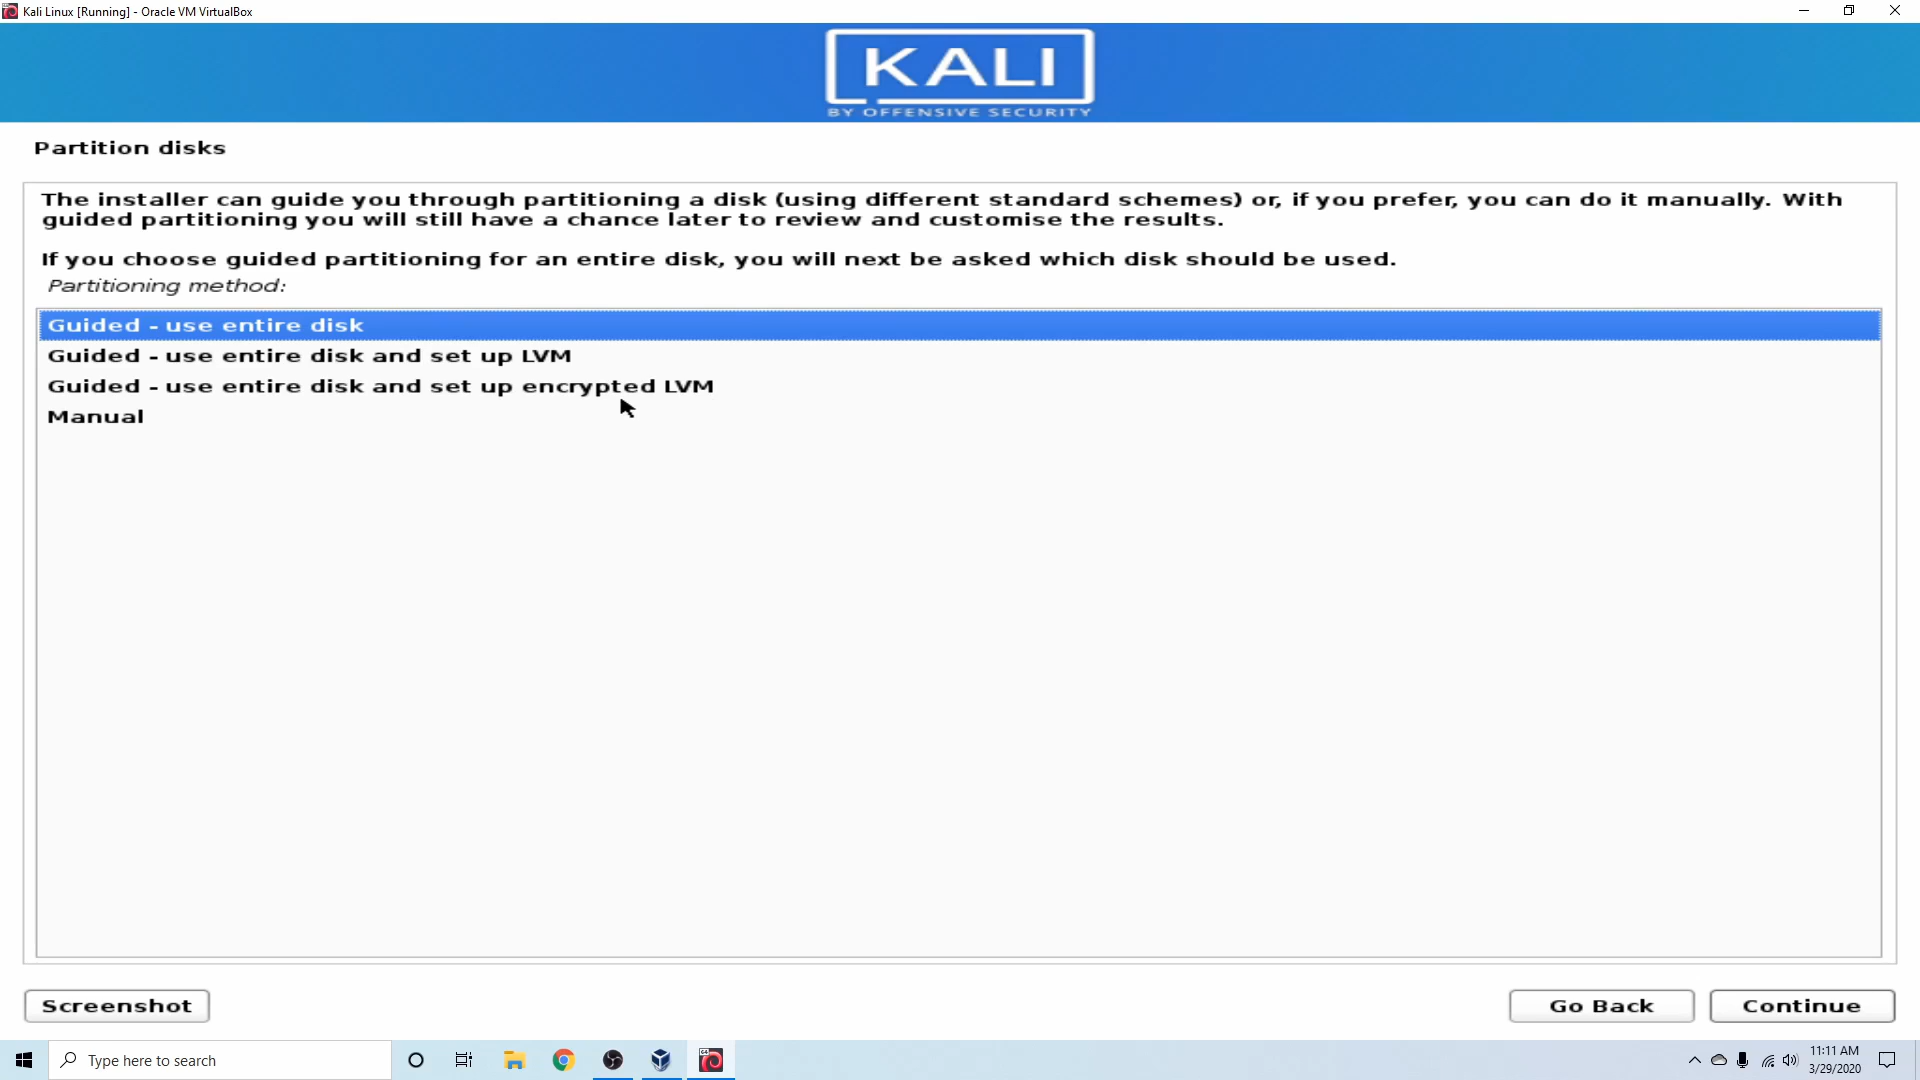 Kali Linux [Running] - Oracle VM VirtualBox
KALI
BY OFFENSIVE SECURITY
Partition disks
The installer can guide you through partitioning a disk (using different standard schemes) or, if you prefer, you can do it manually. With
guided partitioning you will still have a chance later to review and customise the results.
If you choose guided partitioning for an entire disk, you will next be asked which disk should be used.
Partitioning method:
Guided - use entire disk
Guided - use entire disk and set up LVM
Guided - use entire disk and set up encrypted LVM
Manual
Screenshot
Go Back
Continue
Type here to search
11:11 AM
3/29/2020